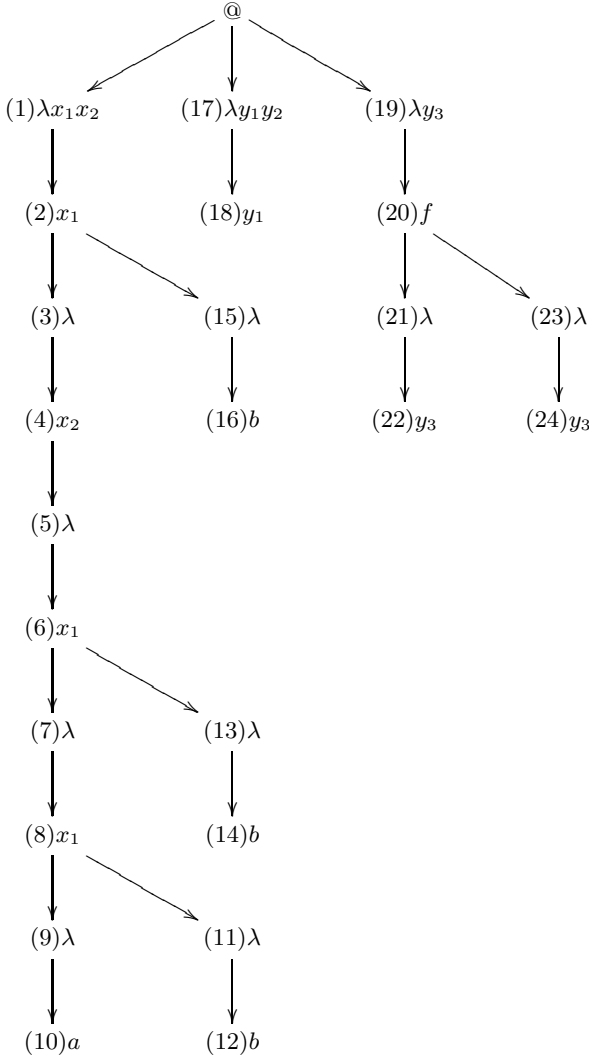 @
(1)λx₁x₂ (17)λy₁y₂ (19)λy₃
(2)x₁ (18)y₁ (20)f
(3)λ (15)λ (21)λ (23)λ
(4)x₂ (16)b (22)y₃ (24)y₃
(5)λ
(6)x₁
(7)λ (13)λ
(8)x₁ (14)b
(9)λ (11)λ
(10)a (12)b